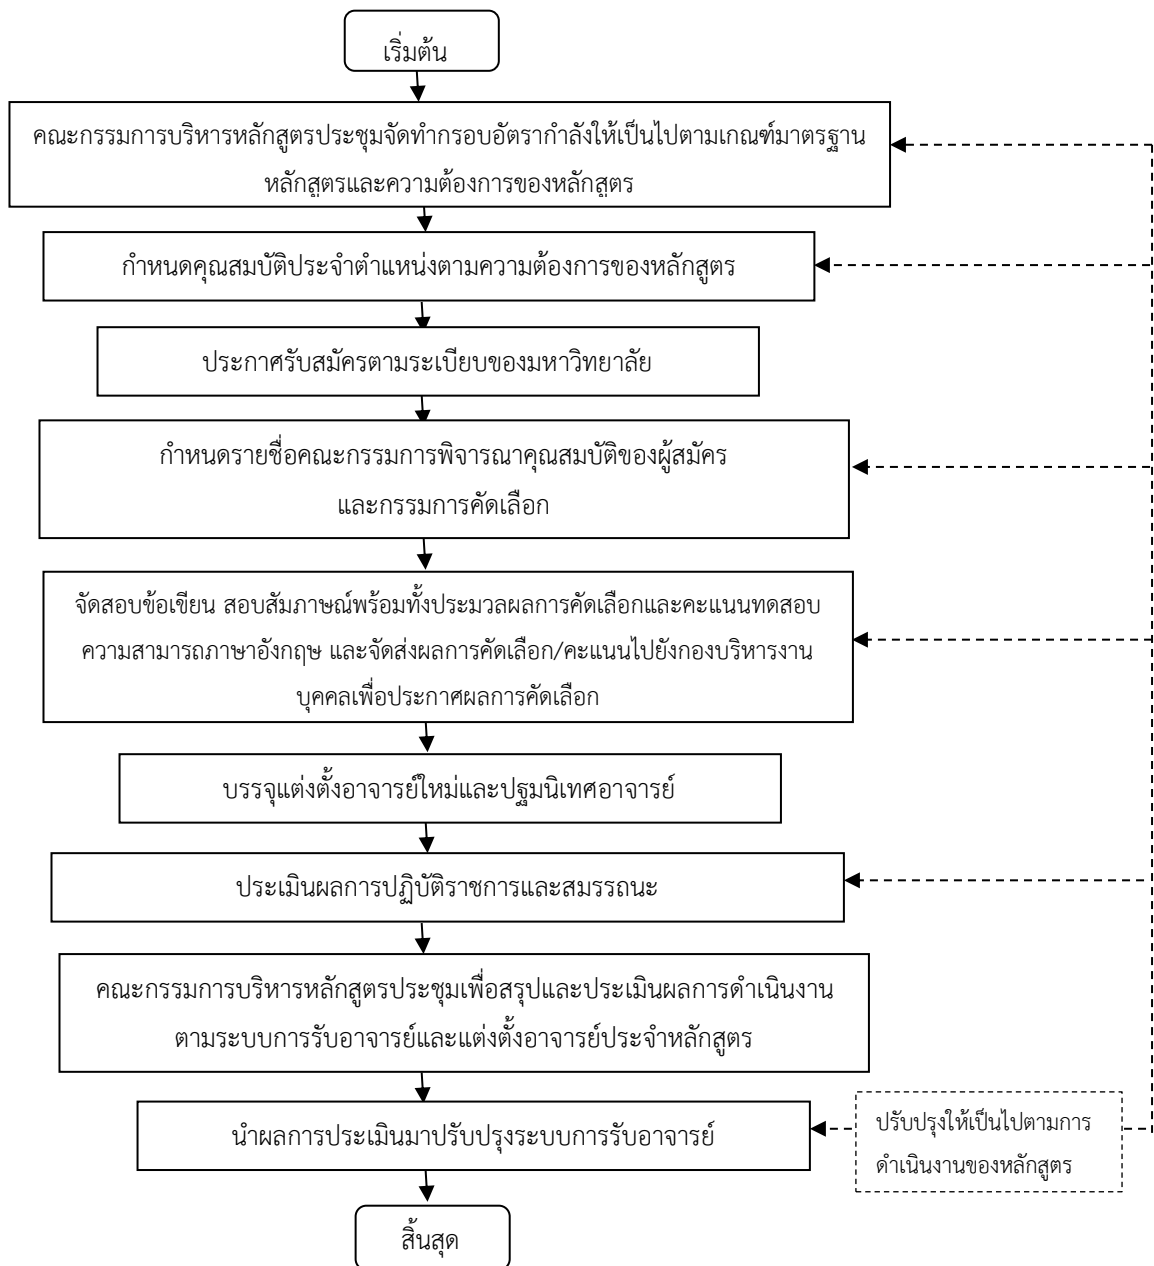 เริ่มต้น
คณะกรรมการบริหารหลักสูตรประชุมจัดทำกรอบอัตรากำลังให้เป็นไปตามเกณฑ์มาตรฐาน
หลักสูตรและความต้องการของหลักสูตร
กำหนดคุณสมบัติประจำตำแหน่งตามความต้องการของหลักสูตร
ประกาศรับสมัครตามระเบียบของมหาวิทยาลัย
กำหนดรายชื่อคณะกรรมการพิจารณาคุณสมบัติของผู้สมัคร
และกรรมการคัดเลือก
จัดสอบข้อเขียน สอบสัมภาษณ์พร้อมทั้งประมวลผลการคัดเลือกและคะแนนทดสอบ
ความสามารถภาษาอังกฤษ และจัดส่งผลการคัดเลือก/คะแนนไปยังกองบริหารงาน
บุคคลเพื่อประกาศผลการคัดเลือก
บรรจุแต่งตั้งอาจารย์ใหม่และปฐมนิเทศอาจารย์
ประเมินผลการปฏิบัติราชการและสมรรถนะ
คณะกรรมการบริหารหลักสูตรประชุมเพื่อสรุปและประเมินผลการดำเนินงาน
ตามระบบการรับอาจารย์และแต่งตั้งอาจารย์ประจำหลักสูตร
นำผลการประเมินมาปรับปรุงระบบการรับอาจารย์
ปรับปรุงให้เป็นไปตามการ
ดำเนินงานของหลักสูตร
สิ้นสุด